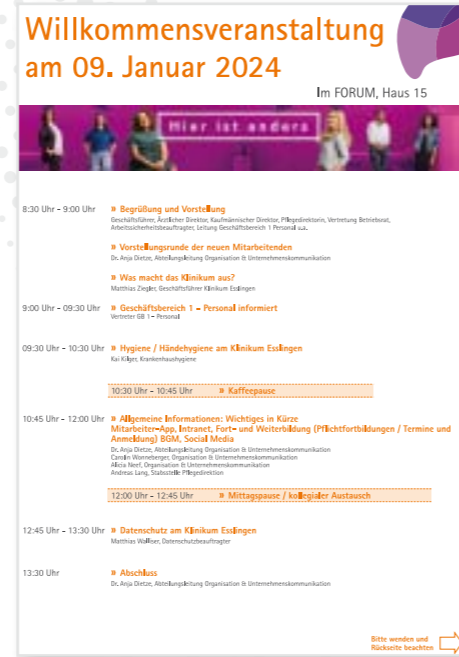 Willkommensveranstaltung
am 09. Januar 2024
Im FORUM, Haus 15
Hier ist anders
8:30 Uhr – 9:00 Uhr » Begrüßung und Vorstellung
Geschäftsführer, Ärztlicher Direktor, Kaufmännischer Direktor, Pflegedirektorin, Vertretung Betriebsrat,
Arbeitssicherheitsbeauftragter, Leitung Geschäftsbereich 1 Personal u.a.
» Vorstellungsrunde der neuen Mitarbeitenden
Dr. Anja Dietze, Abteilungsleitung Organisation & Unternehmenskommunikation
» Was macht das Klinikum aus?
Matthias Ziegler, Geschäftsführer Klinikum Esslingen
9:00 Uhr – 09:30 Uhr » Geschäftsbereich 1 – Personal informiert
Vertreter GB 1 – Personal
09:30 Uhr – 10:30 Uhr » Hygiene / Händehygiene am Klinikum Esslingen
Kai Kilger, Krankenhaushygiene
10:30 Uhr – 10:45 Uhr » Kaffeepause
10:45 Uhr – 12:00 Uhr » Allgemeine Informationen: Wichtiges in Kürze
Mitarbeiter-App, Intranet, Fort- und Weiterbildung (Pflichtfortbildungen / Termine und
Anmeldung) BGM, Social Media
Dr. Anja Dietze, Abteilungsleitung Organisation & Unternehmenskommunikation
Carolin Wonneberger, Organisation & Unternehmenskommunikation
Alicia Neef, Organisation & Unternehmenskommunikation
Andreas Lang, Stabsstelle Pflegedirektion
12:00 Uhr – 12:45 Uhr » Mittagspause / kollegialer Austausch
12:45 Uhr – 13:30 Uhr » Datenschutz am Klinikum Esslingen
Matthias Wallner, Datenschutzbeauftragter
13:30 Uhr » Abschluss
Dr. Anja Dietze, Abteilungsleitung Organisation & Unternehmenskommunikation
Bitte wenden und
Rückseite beachten